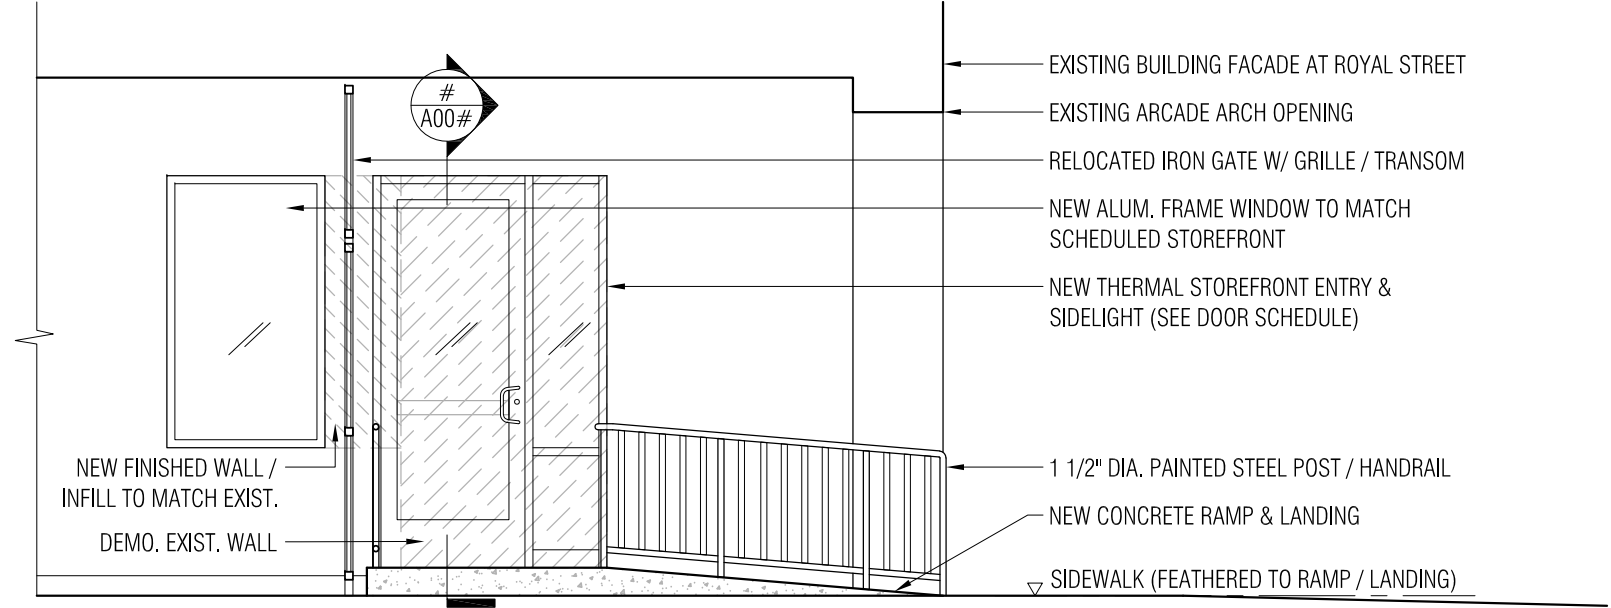 #
A00#
EXISTING BUILDING FACADE AT ROYAL STREET
EXISTING ARCADE ARCH OPENING
RELOCATED IRON GATE W/ GRILLE / TRANSOM
NEW ALUM. FRAME WINDOW TO MATCH
SCHEDULED STOREFRONT
NEW THERMAL STOREFRONT ENTRY &
SIDELIGHT (SEE DOOR SCHEDULE)
NEW FINISHED WALL /
INFILL TO MATCH EXIST.
DEMO. EXIST. WALL
1 1/2" DIA. PAINTED STEEL POST / HANDRAIL
NEW CONCRETE RAMP & LANDING
SIDEWALK (FEATHERED TO RAMP / LANDING)